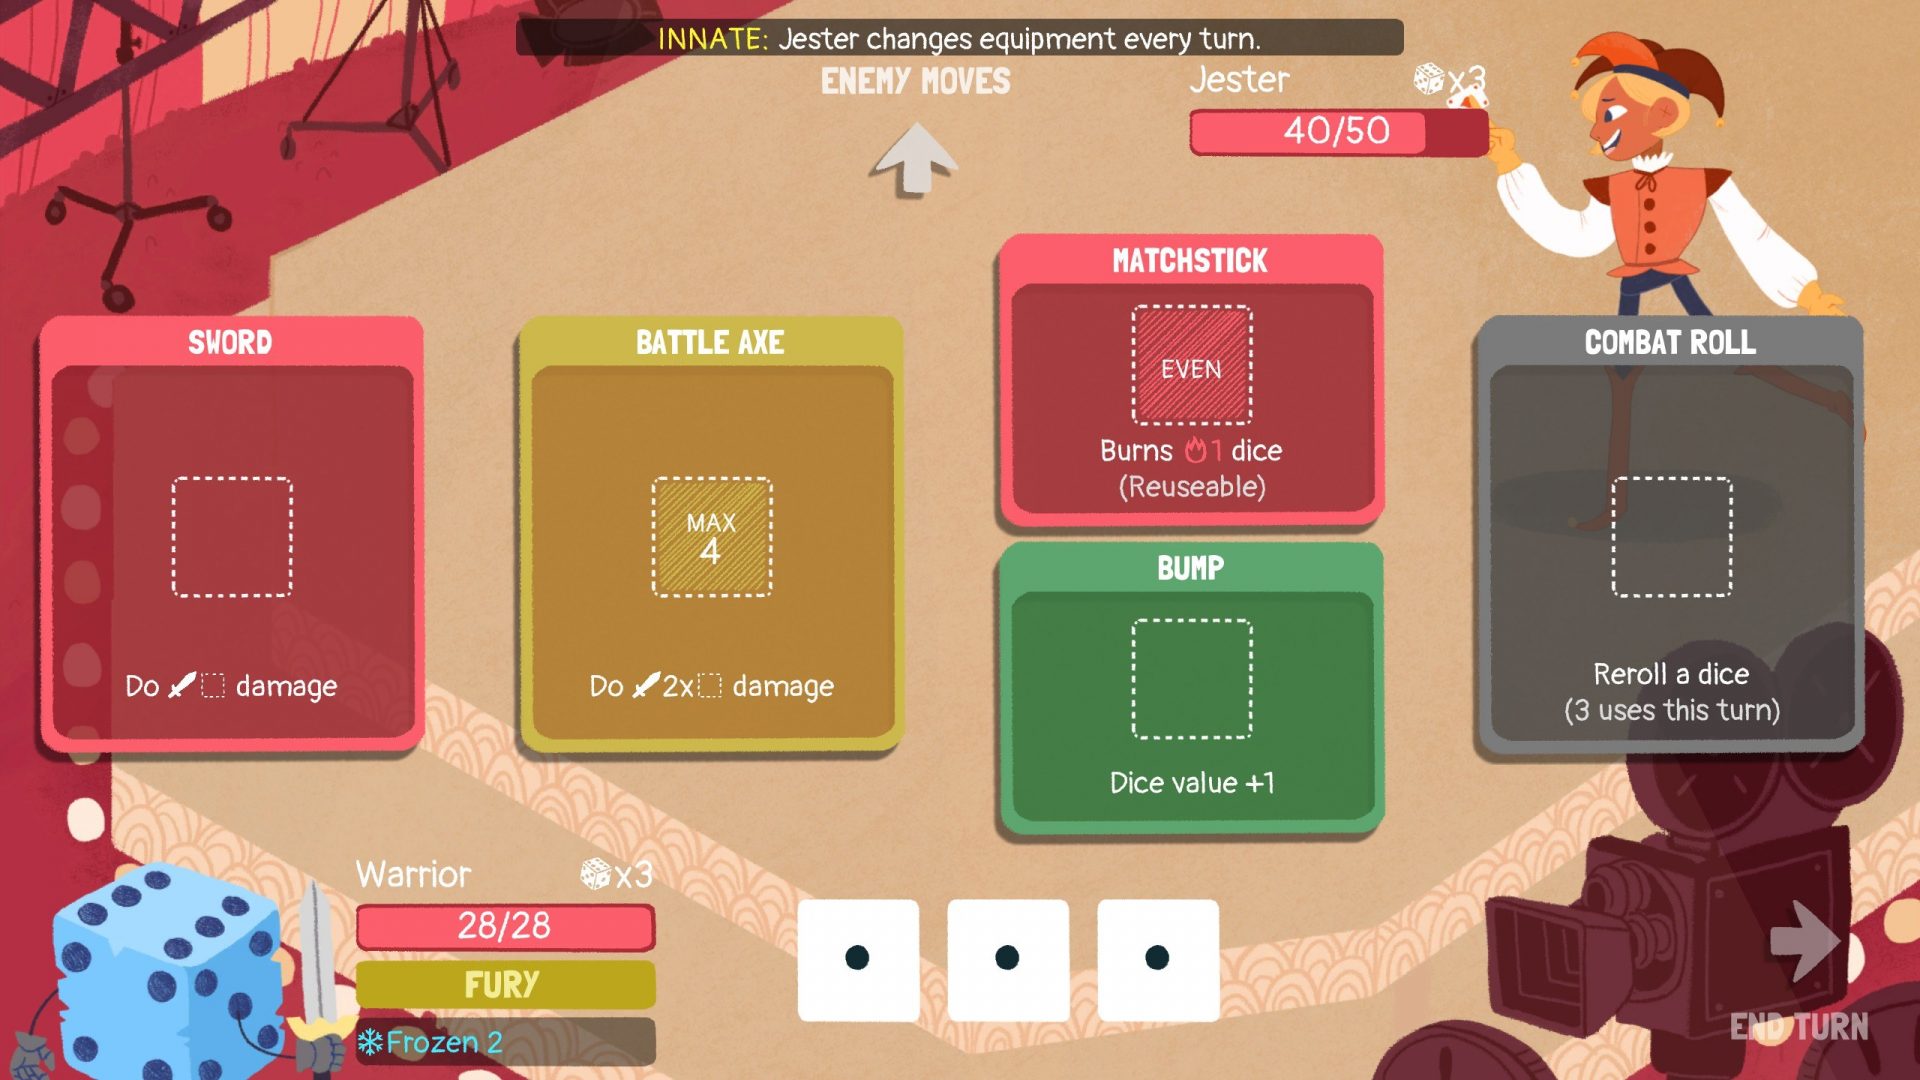 INNATE: Jester changes equipment every turn.
ENEMY MOVES
Jester
x3
40/50
SWORD
Do damage
BATTLE AXE
MAX
4
Do 2x damage
MATCHSTICK
EVEN
Burns 1 dice
(Reuseable)
BUMP
Dice value +1
COMBAT ROLL
Reroll a dice
(3 uses this turn)
Warrior
x3
28/28
FURY
Frozen 2
END TURN